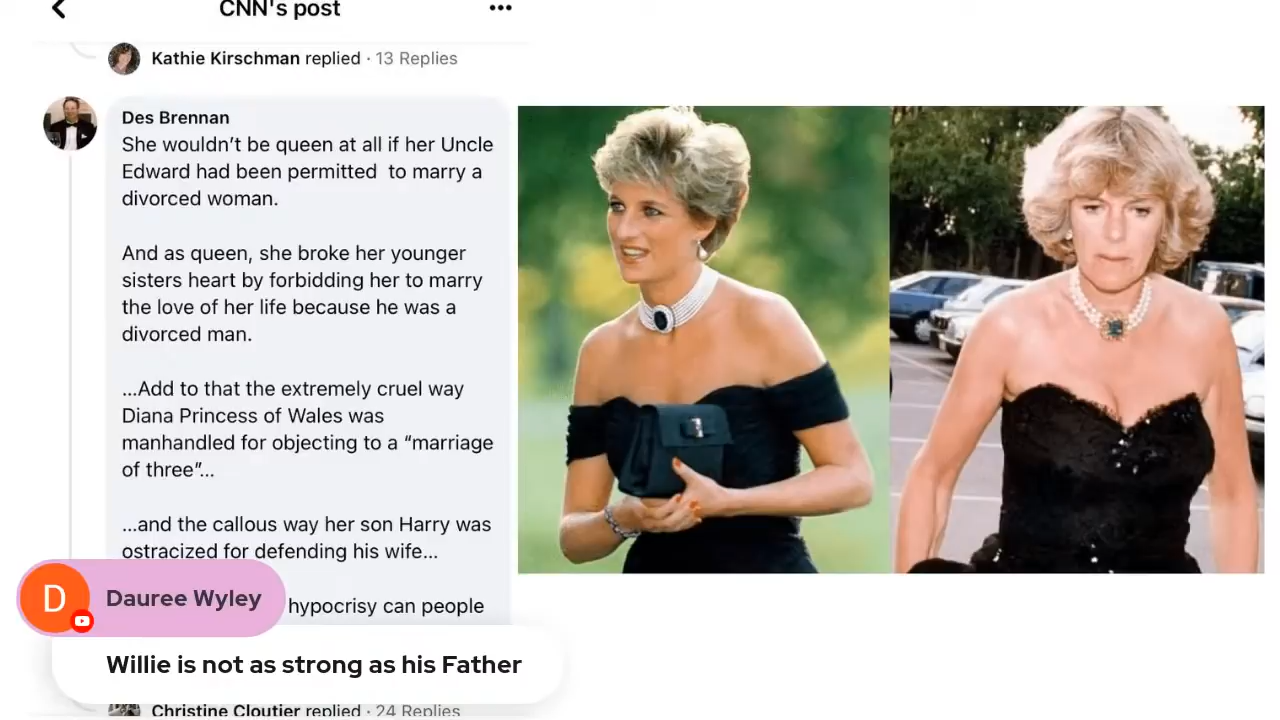 CNN's post
Kathie Kirschman replied · 13 Replies
Des Brennan
She wouldn’t be queen at all if her Uncle
Edward had been permitted to marry a
divorced woman.
And as queen, she broke her younger
sisters heart by forbidding her to marry
the love of her life because he was a
divorced man.
...Add to that the extremely cruel way
Diana Princess of Wales was
manhandled for objecting to a “marriage
of three”...
...and the callous way her son Harry was
ostracized for defending his wife...
hypocrisy can people
D
Dauree Wyley
Willie is not as strong as his Father
Christine Cloutier replied · 24 Replies